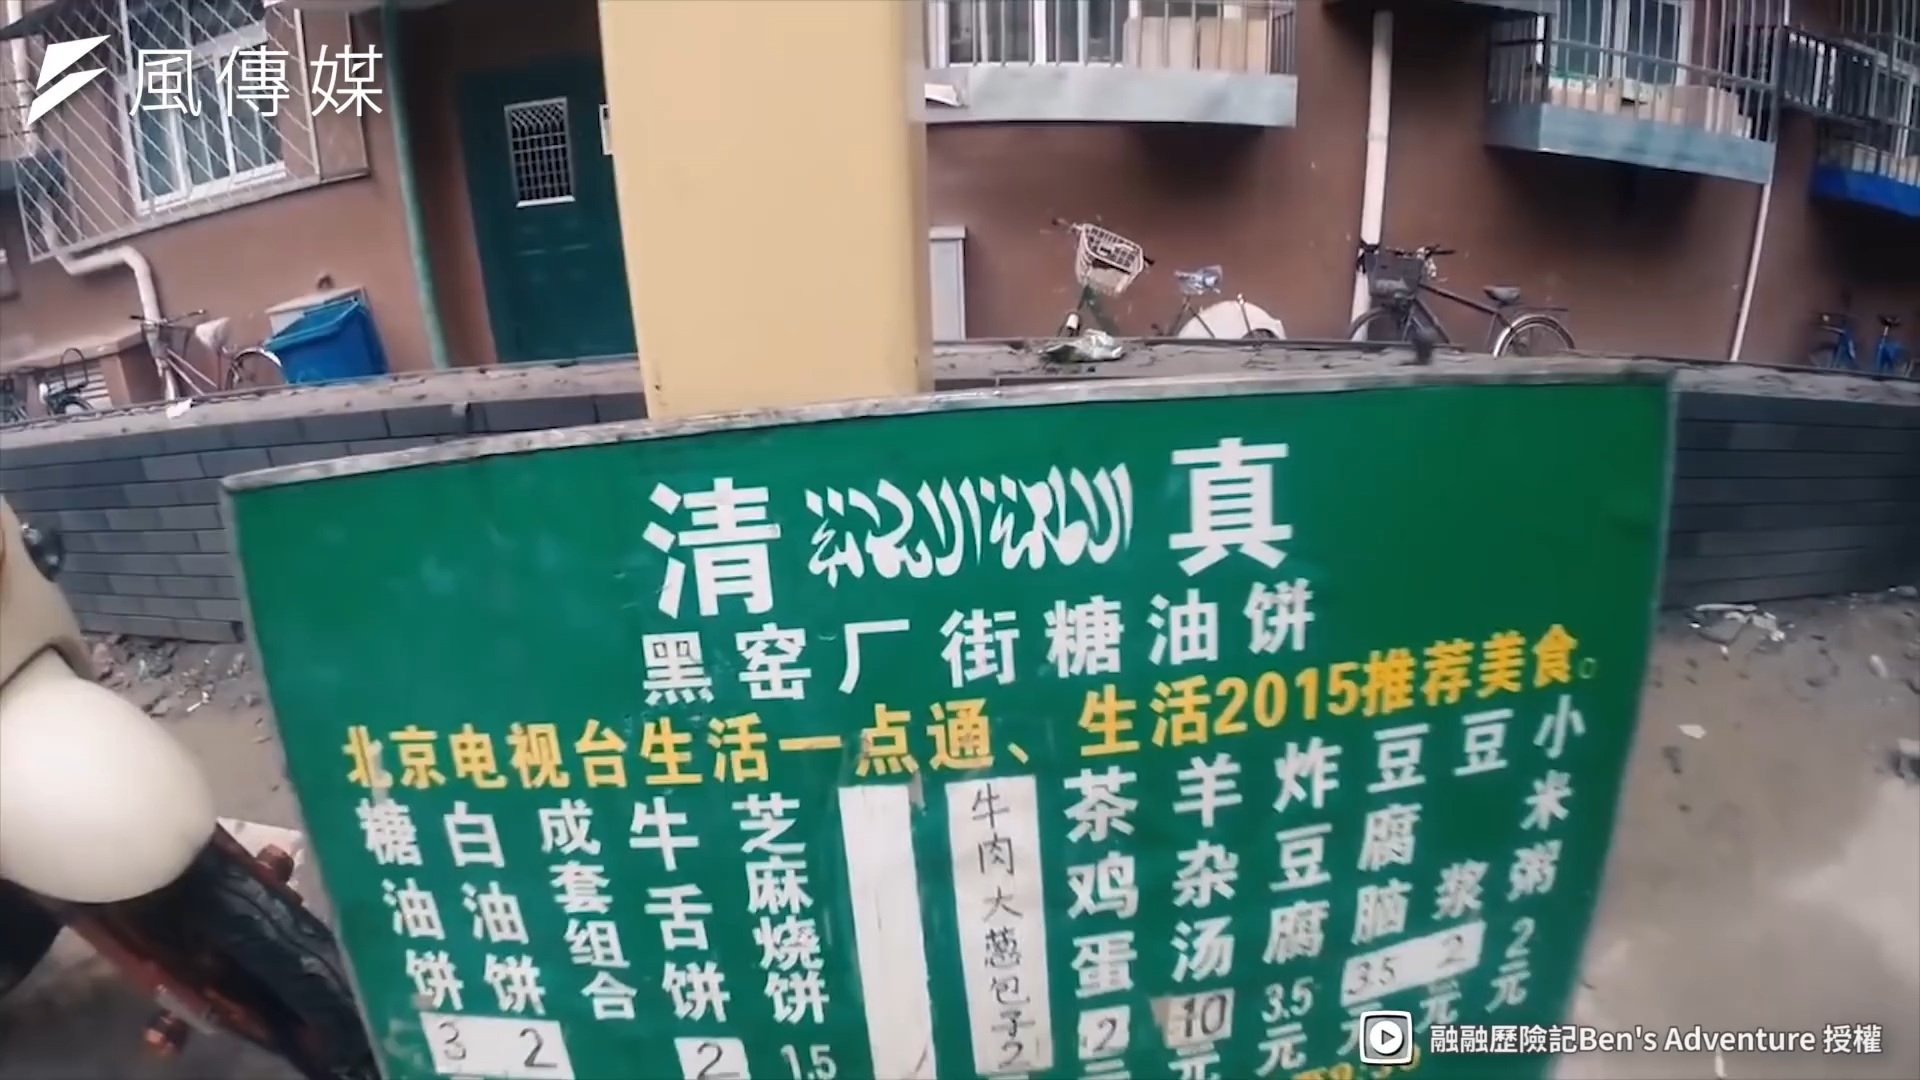 風傳媒
清 真
黑窑厂街糖油饼
北京电视台生活一点通、生活2015推荐美食。
糖油饼 3
白油饼 2
成套组合
牛舌饼 2
芝麻烧饼 1.5
牛肉大葱包子 2
茶鸡蛋 2元
羊杂汤 10元
炸豆腐 3.5元
豆腐脑 3.5元
豆浆 2元
小米粥 2元
融融歷險記Ben's Adventure 授權